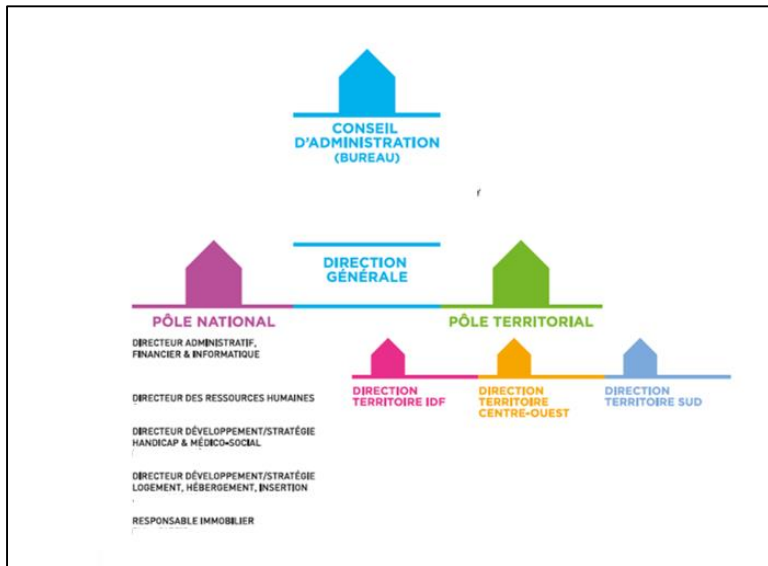 CONSEIL
D'ADMINISTRATION
(BUREAU)
DIRECTION
GÉNÉRALE
PÔLE NATIONAL
PÔLE TERRITORIAL
DIRECTEUR ADMINISTRATIF,
FINANCIER & INFORMATIQUE
DIRECTEUR DES RESSOURCES HUMAINES
DIRECTEUR DÉVELOPPEMENT/STRATÉGIE
HANDICAP & MÉDICO-SOCIAL
DIRECTEUR DÉVELOPPEMENT/STRATÉGIE
LOGEMENT, HÉBERGEMENT, INSERTION
RESPONSABLE IMMOBILIER
DIRECTION
TERRITOIRE IDF
DIRECTION
TERRITOIRE
CENTRE-OUEST
DIRECTION
TERRITOIRE SUD